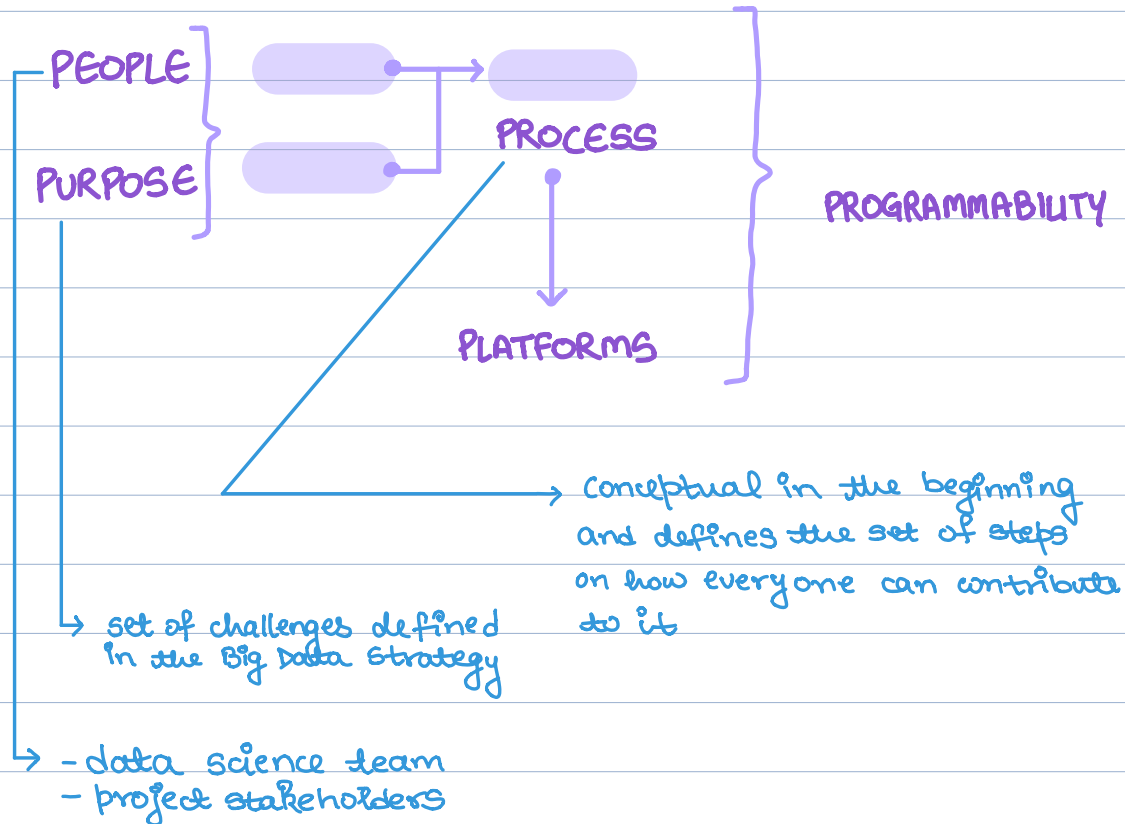 PEOPLE
PURPOSE
PROCESS
PROGRAMMABILITY
PLATFORMS
conceptual in the beginning
and defines the set of steps
on how everyone can contribute
to it
set of challenges defined
in the Big Data Strategy
- data science team
- project stakeholders